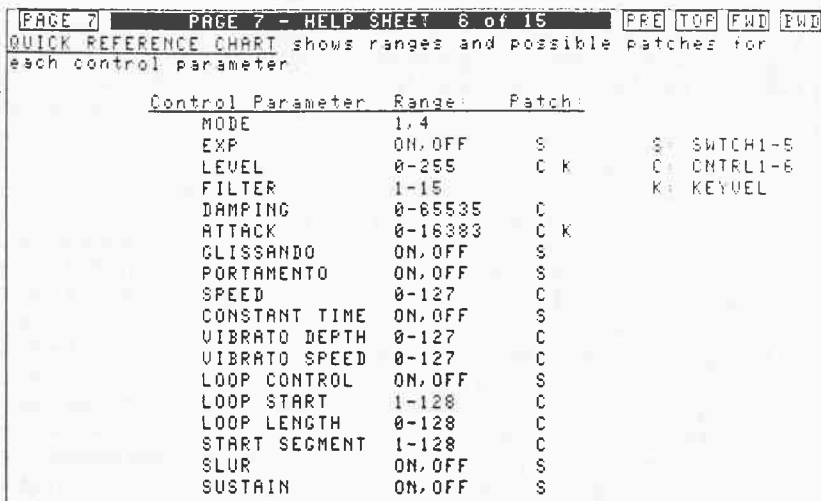 PAGE 7 PAGE 7 - HELP SHEET 6 of 15 PRE TOP FWD BWD
QUICK REFERENCE CHART shows ranges and possible patches for
each control parameter
Control Parameter Range: Patch:
MODE 1,4
EXP ON,OFF S S: SWTCH1-5
LEVEL 0-255 C K C: CNTRL1-6
FILTER 1-15 K: KEYVEL
DAMPING 0-65535 C
ATTACK 0-16383 C K
GLISSANDO ON,OFF S
PORTAMENTO ON,OFF S
SPEED 0-127 C
CONSTANT TIME ON,OFF S
VIBRATO DEPTH 0-127 C
VIBRATO SPEED 0-127 C
LOOP CONTROL ON,OFF S
LOOP START 1-128 C
LOOP LENGTH 0-128 C
START SEGMENT 1-128 C
SLUR ON,OFF S
SUSTAIN ON,OFF S